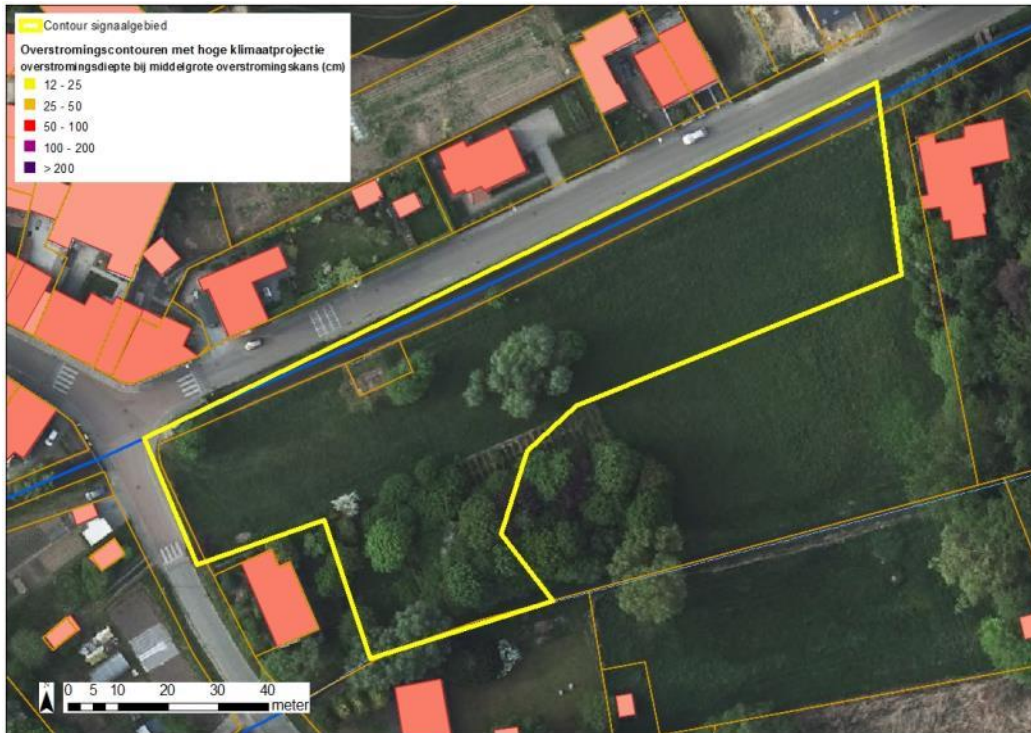 Contour signaalgebied
Overstromingscontouren met hoge klimaatprojectie
overstromingsdiepte bij middelgrote overstromingskans (cm)
12 - 25
25 - 50
50 - 100
100 - 200
> 200
N
0 5 10 20 30 40
meter